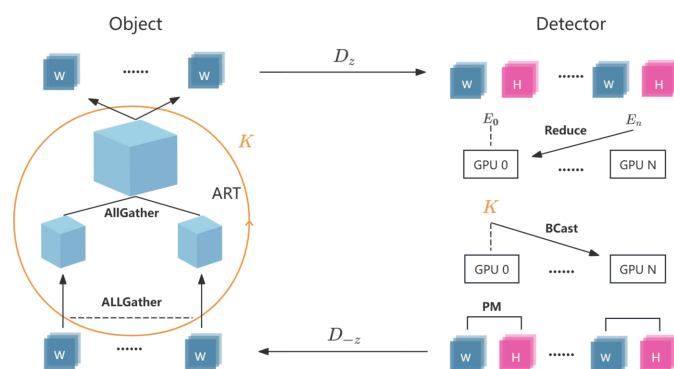 Object
Detector
W
......
W
D_z
W
H
......
W
H
E_0
E_n
Reduce
GPU 0
......
GPU N
K
ART
AllGather
K
BCast
GPU 0
......
GPU N
ALLGather
PM
W
......
W
D_{-z}
W
H
......
W
H